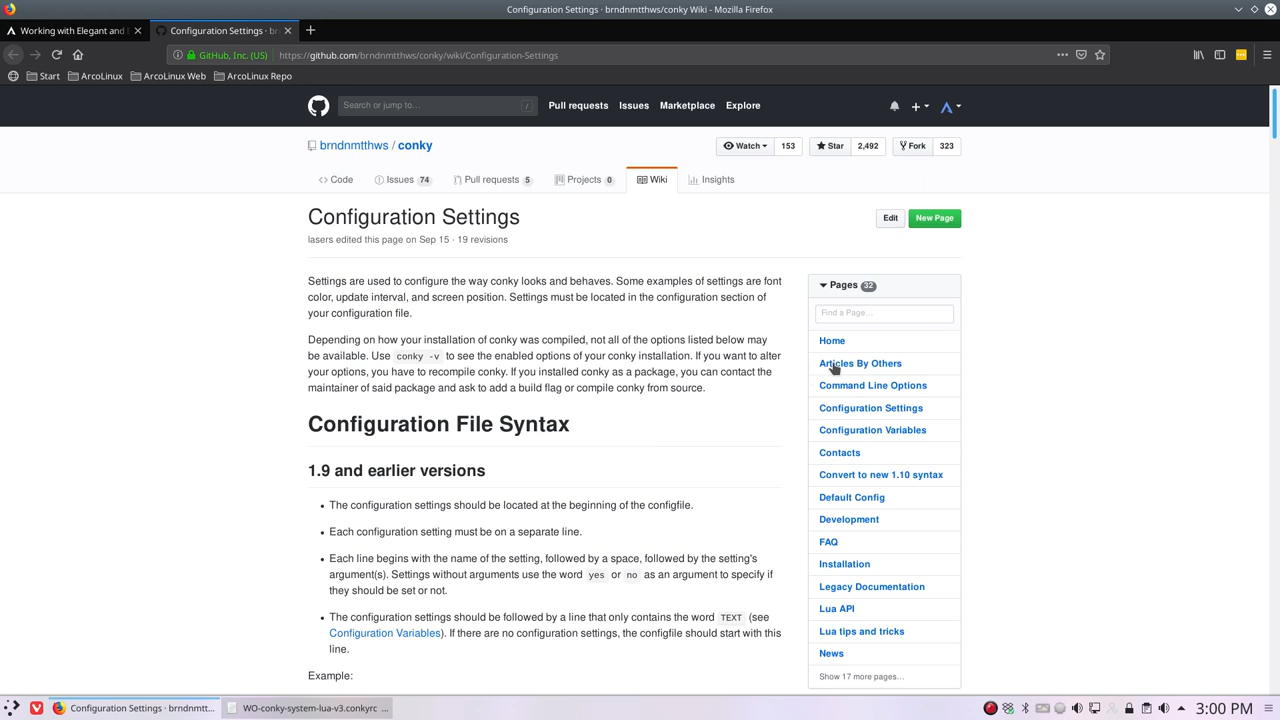 Configuration Settings · brndnmtthws/conky Wiki - Mozilla Firefox
Working with Elegant and
Configuration Settings · br
GitHub, Inc. (US)
https://github.com/brndnmtthws/conky/wiki/Configuration-Settings
Start
ArcoLinux
ArcoLinux Web
ArcoLinux Repo
Search or jump to…
/
Pull requests
Issues
Marketplace
Explore
brndnmtthws / conky
Watch
153
Star
2,492
Fork
323
Code
Issues 74
Pull requests 5
Projects 0
Wiki
Insights
Configuration Settings
Edit
New Page
lasers edited this page on Sep 15 · 19 revisions
Settings are used to configure the way conky looks and behaves. Some examples of settings are font
color, update interval, and screen position. Settings must be located in the configuration section of
your configuration file.
Depending on how your installation of conky was compiled, not all of the options listed below may
be available. Use conky -v to see the enabled options of your conky installation. If you want to alter
your options, you have to recompile conky. If you installed conky as a package, you can contact the
maintainer of said package and ask to add a build flag or compile conky from source.
Configuration File Syntax
1.9 and earlier versions
• The configuration settings should be located at the beginning of the configfile.
• Each configuration setting must be on a separate line.
• Each line begins with the name of the setting, followed by a space, followed by the setting's
argument(s). Settings without arguments use the word yes or no as an argument to specify if
they should be set or not.
• The configuration settings should be followed by a line that only contains the word TEXT (see
Configuration Variables). If there are no configuration settings, the configfile should start with this
line.
Example:
Pages 32
Find a Page…
Home
Articles By Others
Command Line Options
Configuration Settings
Configuration Variables
Contacts
Convert to new 1.10 syntax
Default Config
Development
FAQ
Installation
Legacy Documentation
Lua API
Lua tips and tricks
News
Show 17 more pages…
Configuration Settings · brndnmtt...
WO-conky-system-lua-v3.conkyrc ...
3:00 PM